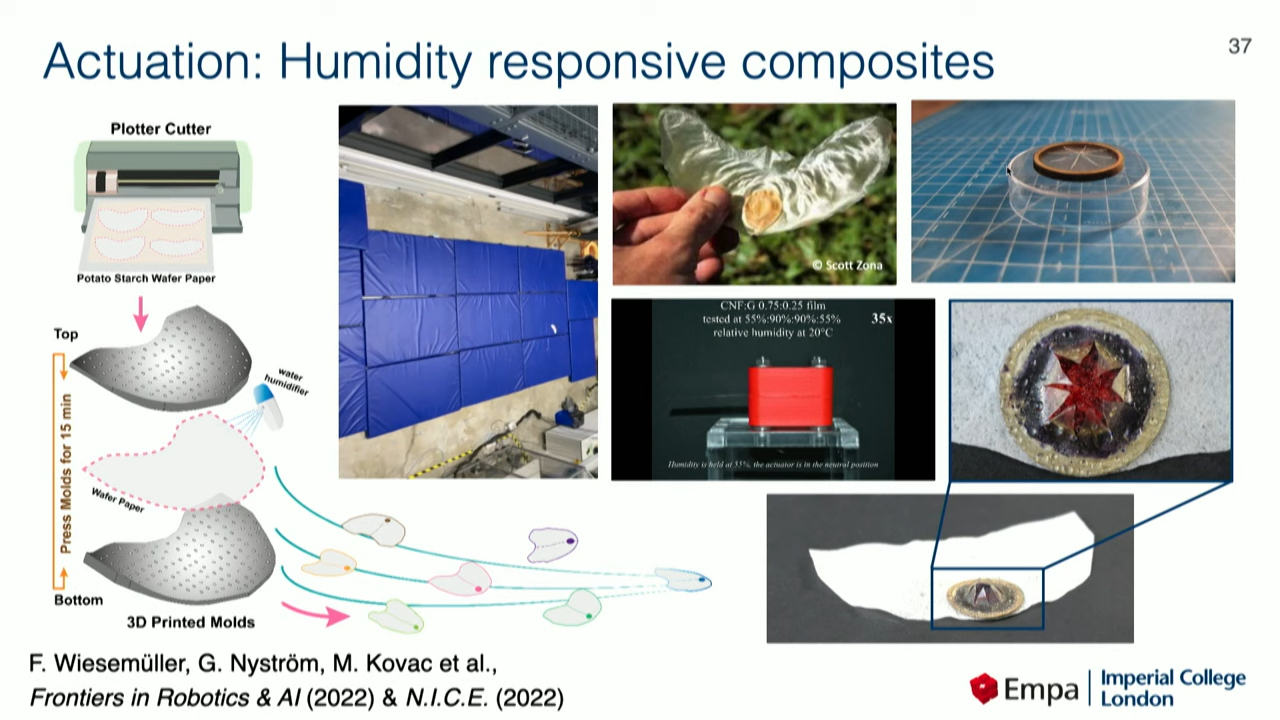 Actuation: Humidity responsive composites
37
Plotter Cutter
Potato Starch Wafer Paper
Top
water
humidifier
Press Molds for 15 min
Wafer Paper
Bottom
3D Printed Molds
© Scott Zona
CNF:G 0.75:0.25 film
tested at 55%:90%:90%:55%
relative humidity at 20°C
35x
Humidity is held at 55%, the actuator is in the neutral position
F. Wiesemüller, G. Nyström, M. Kovac et al.,
Frontiers in Robotics & AI (2022) & N.I.C.E. (2022)
Empa
Imperial College
London